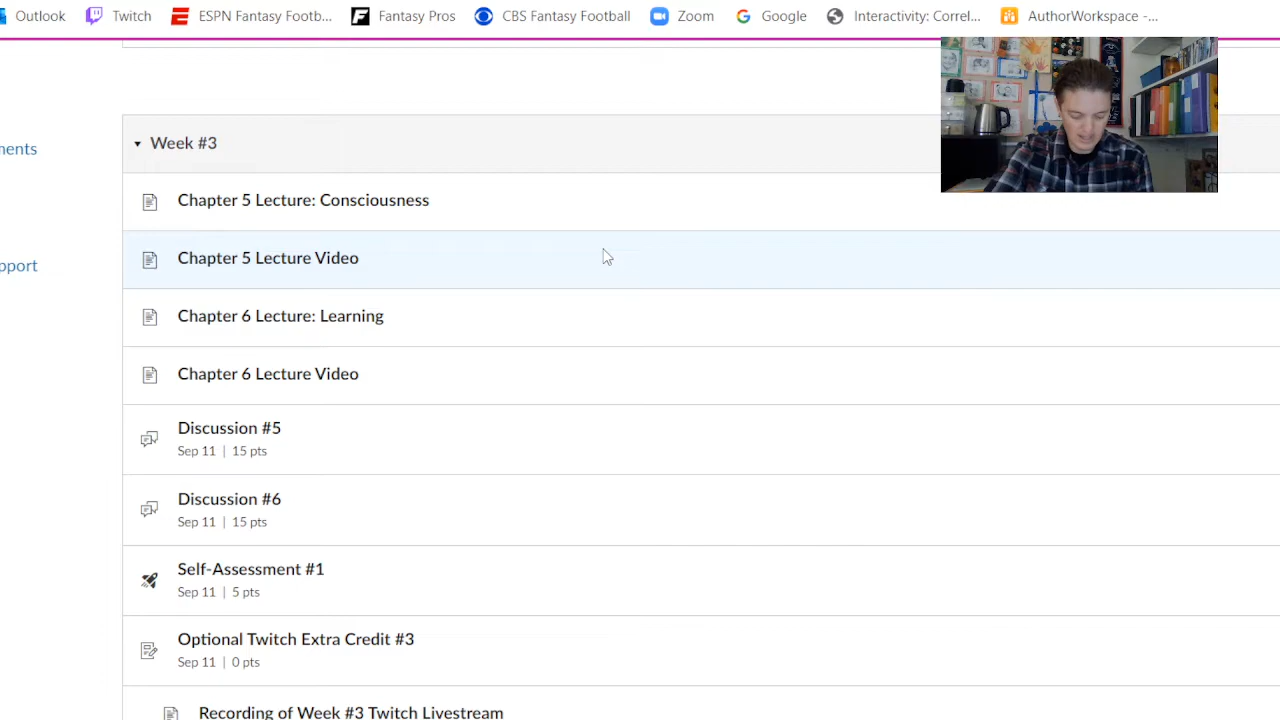 Outlook Twitch ESPN Fantasy Footb... Fantasy Pros CBS Fantasy Football Zoom Google Interactivity: Correl... AuthorWorkspace -...
ments
pport
Week #3
Chapter 5 Lecture: Consciousness
Chapter 5 Lecture Video
Chapter 6 Lecture: Learning
Chapter 6 Lecture Video
Discussion #5
Sep 11 | 15 pts
Discussion #6
Sep 11 | 15 pts
Self-Assessment #1
Sep 11 | 5 pts
Optional Twitch Extra Credit #3
Sep 11 | 0 pts
Recording of Week #3 Twitch Livestream